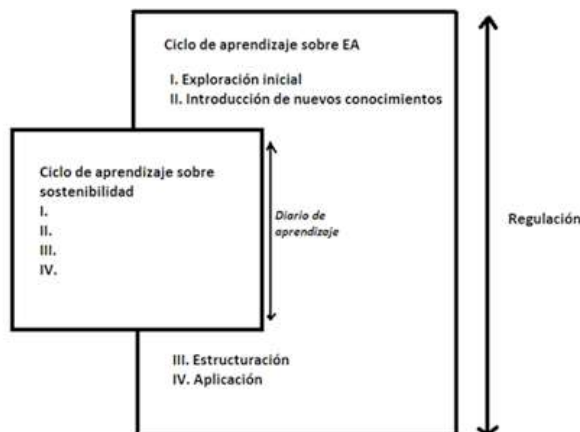 Ciclo de aprendizaje sobre EA
I. Exploración inicial
II. Introducción de nuevos conocimientos
Ciclo de aprendizaje sobre
sostenibilidad
I.
II.
III.
IV.
Diario de
aprendizaje
Regulación
III. Estructuración
IV. Aplicación